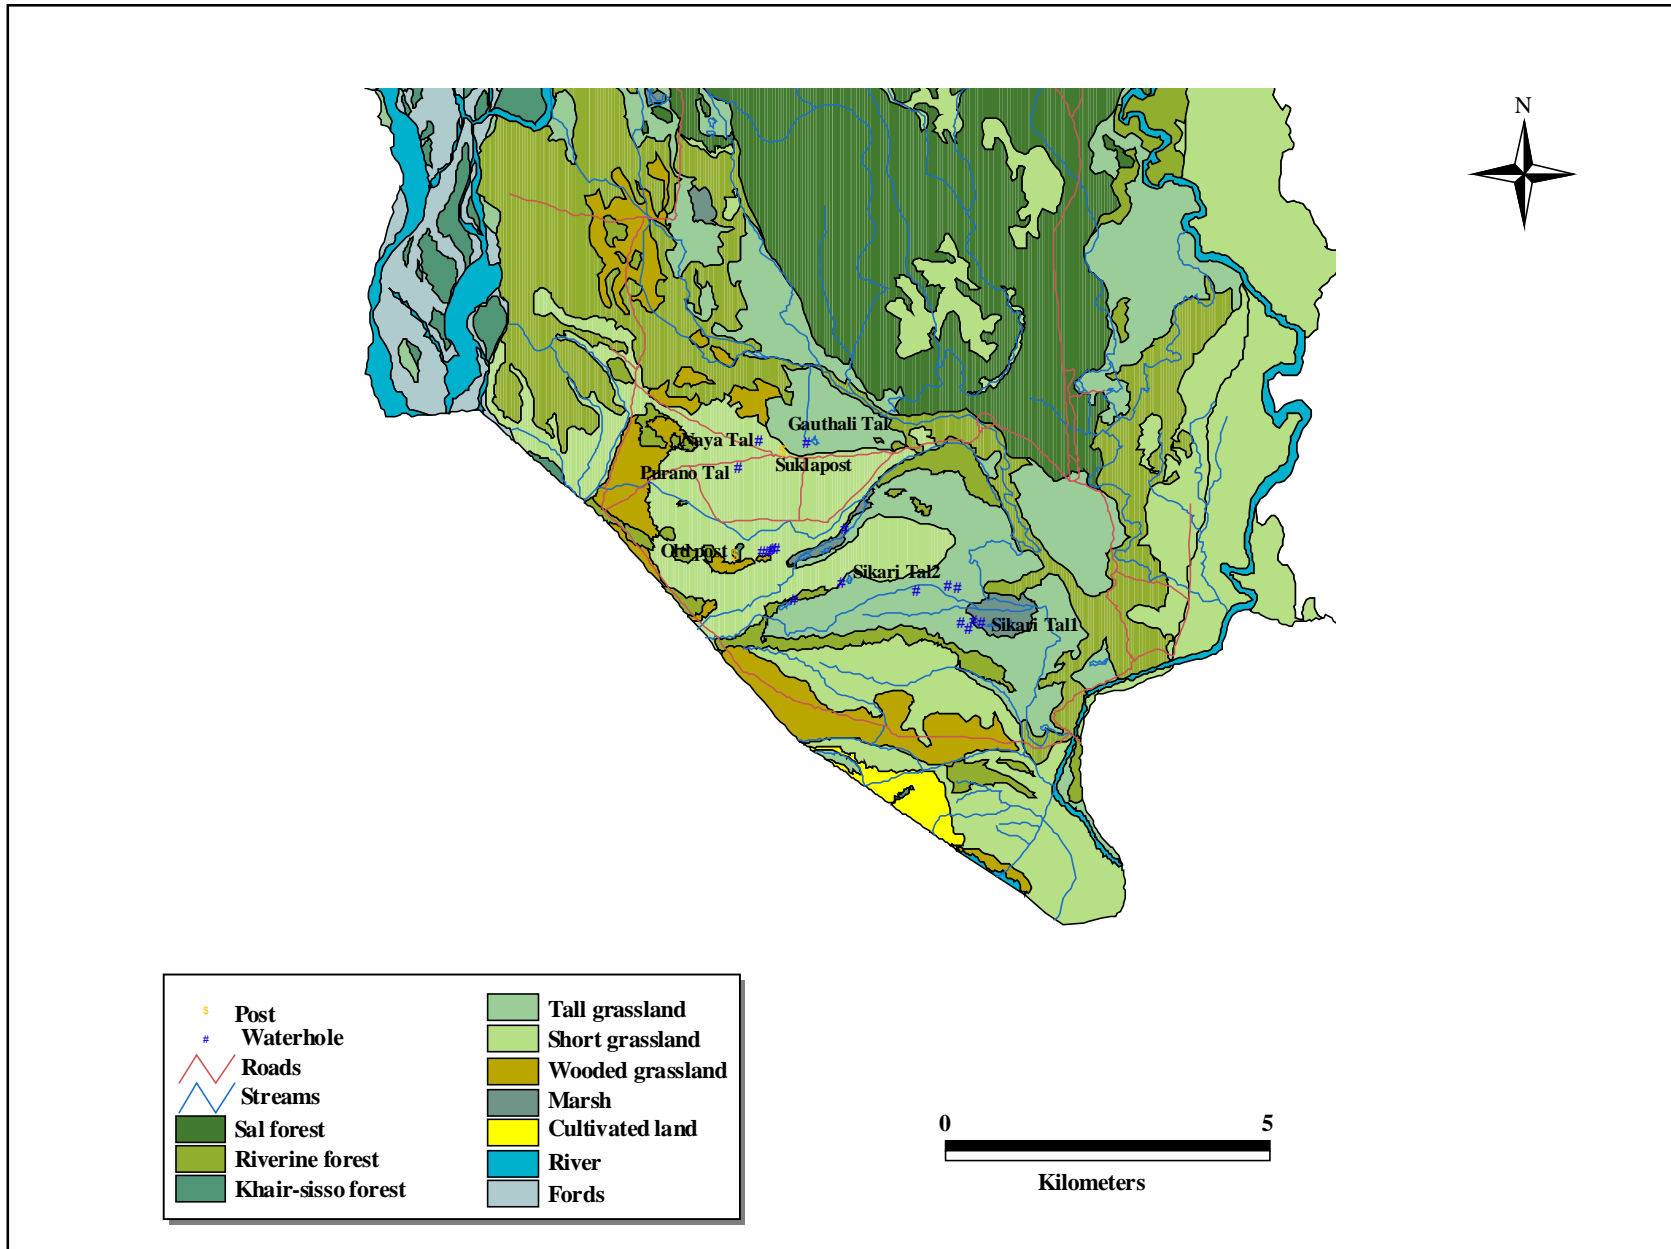 N
Gauthali Tal
Naya Tal
Suklapost
Purano Tal
Old post
Sikari Tal2
Sikari Tal1
$ Post
# Waterhole
Roads
Streams
Sal forest
Riverine forest
Khair-sisso forest
Tall grassland
Short grassland
Wooded grassland
Marsh
Cultivated land
River
Fords
0 5
Kilometers